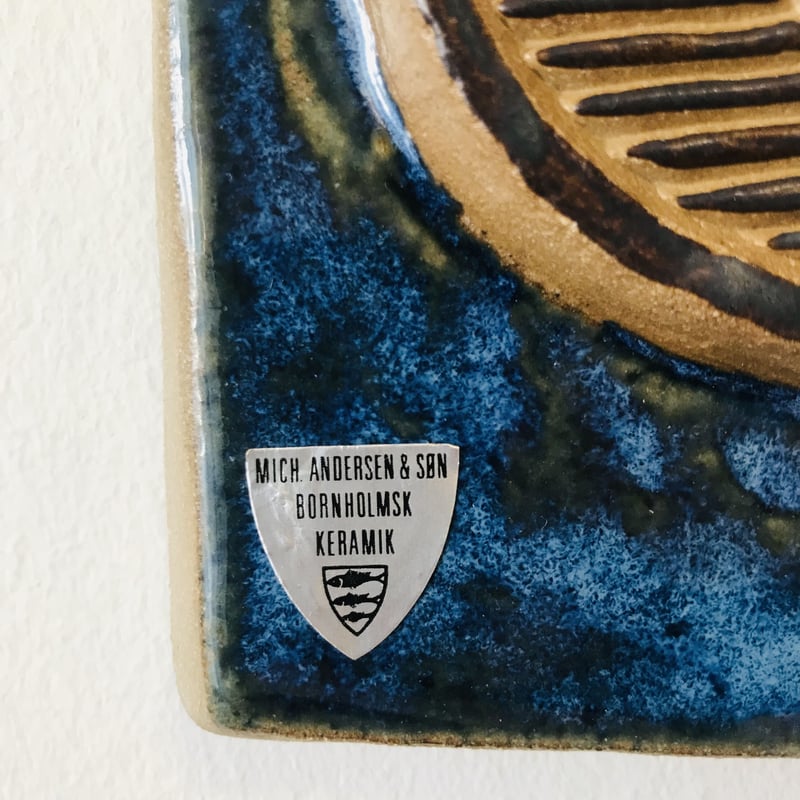 MICH. ANDERSEN & SØN
BORNHOLMSK
KERAMIK